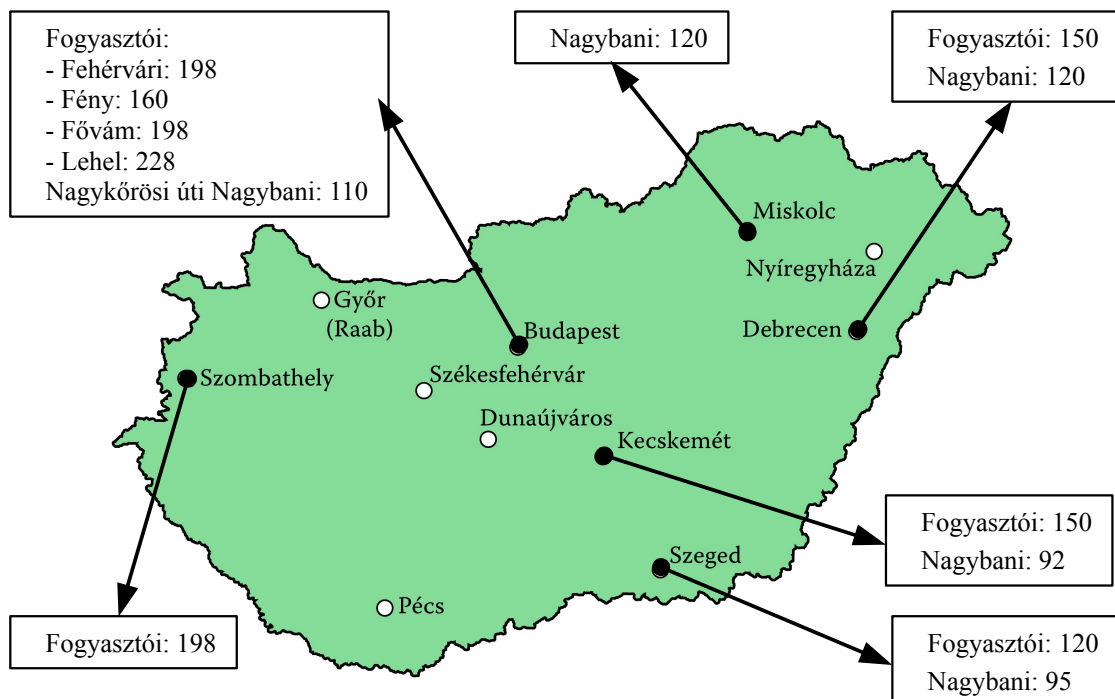 Fogyasztói:
- Fehérvári: 198
- Fény: 160
- Fővám: 198
- Lehel: 228
Nagykőrösi úti Nagybani: 110
Nagybani: 120
Fogyasztói: 150
Nagybani: 120
Miskolc
Nyíregyháza
Győr
(Raab)
Budapest
Debrecen
Szombathely
Székesfehérvár
Dunaújváros
Kecskemét
Fogyasztói: 150
Nagybani: 92
Szeged
Pécs
Fogyasztói: 198
Fogyasztói: 120
Nagybani: 95